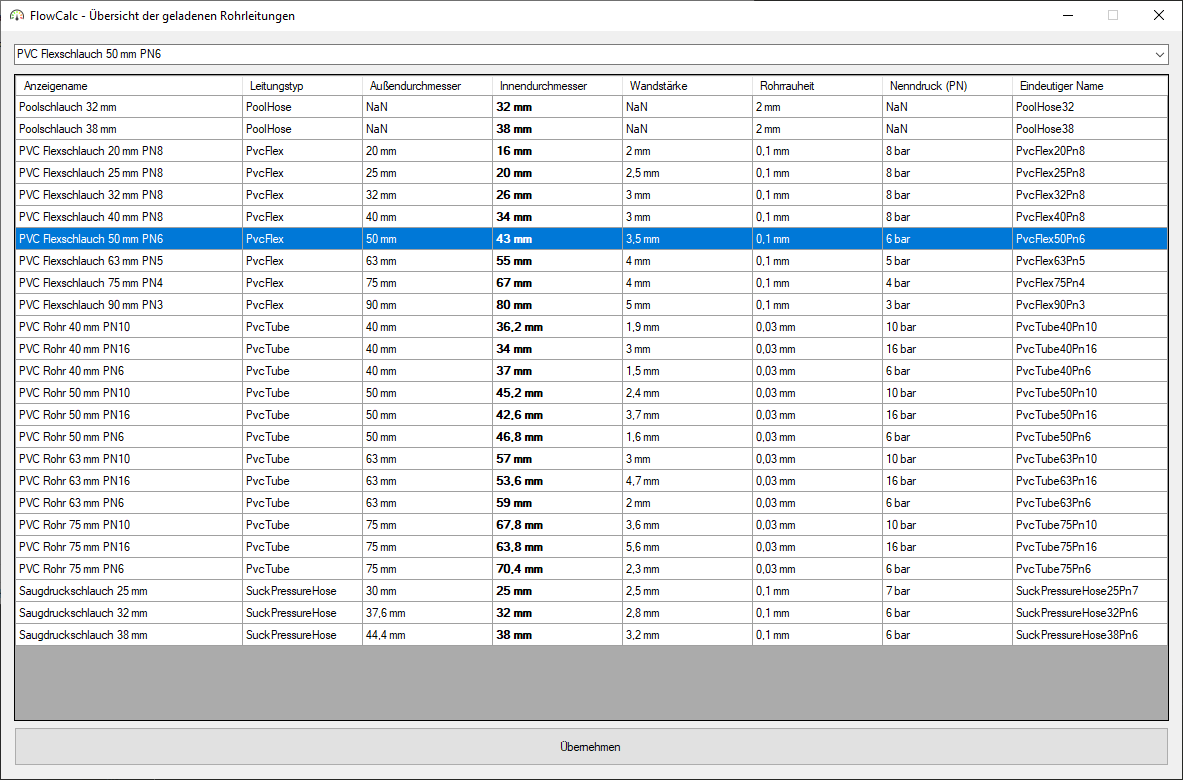 FlowCalc - Übersicht der geladenen Rohrleitungen
PVC Flexschlauch 50 mm PN6
Anzeigename Leitungstyp Außendurchmesser Innendurchmesser Wandstärke Rohrrauheit Nenndruck (PN) Eindeutiger Name
Poolschlauch 32 mm PoolHose NaN 32 mm NaN 2 mm NaN PoolHose32
Poolschlauch 38 mm PoolHose NaN 38 mm NaN 2 mm NaN PoolHose38
PVC Flexschlauch 20 mm PN8 PvcFlex 20 mm 16 mm 2 mm 0,1 mm 8 bar PvcFlex20Pn8
PVC Flexschlauch 25 mm PN8 PvcFlex 25 mm 20 mm 2,5 mm 0,1 mm 8 bar PvcFlex25Pn8
PVC Flexschlauch 32 mm PN8 PvcFlex 32 mm 26 mm 3 mm 0,1 mm 8 bar PvcFlex32Pn8
PVC Flexschlauch 40 mm PN8 PvcFlex 40 mm 34 mm 3 mm 0,1 mm 8 bar PvcFlex40Pn8
PVC Flexschlauch 50 mm PN6 PvcFlex 50 mm 43 mm 3,5 mm 0,1 mm 6 bar PvcFlex50Pn6
PVC Flexschlauch 63 mm PN5 PvcFlex 63 mm 55 mm 4 mm 0,1 mm 5 bar PvcFlex63Pn5
PVC Flexschlauch 75 mm PN4 PvcFlex 75 mm 67 mm 4 mm 0,1 mm 4 bar PvcFlex75Pn4
PVC Flexschlauch 90 mm PN3 PvcFlex 90 mm 80 mm 5 mm 0,1 mm 3 bar PvcFlex90Pn3
PVC Rohr 40 mm PN10 PvcTube 40 mm 36,2 mm 1,9 mm 0,03 mm 10 bar PvcTube40Pn10
PVC Rohr 40 mm PN16 PvcTube 40 mm 34 mm 3 mm 0,03 mm 16 bar PvcTube40Pn16
PVC Rohr 40 mm PN6 PvcTube 40 mm 37 mm 1,5 mm 0,03 mm 6 bar PvcTube40Pn6
PVC Rohr 50 mm PN10 PvcTube 50 mm 45,2 mm 2,4 mm 0,03 mm 10 bar PvcTube50Pn10
PVC Rohr 50 mm PN16 PvcTube 50 mm 42,6 mm 3,7 mm 0,03 mm 16 bar PvcTube50Pn16
PVC Rohr 50 mm PN6 PvcTube 50 mm 46,8 mm 1,6 mm 0,03 mm 6 bar PvcTube50Pn6
PVC Rohr 63 mm PN10 PvcTube 63 mm 57 mm 3 mm 0,03 mm 10 bar PvcTube63Pn10
PVC Rohr 63 mm PN16 PvcTube 63 mm 53,6 mm 4,7 mm 0,03 mm 16 bar PvcTube63Pn16
PVC Rohr 63 mm PN6 PvcTube 63 mm 59 mm 2 mm 0,03 mm 6 bar PvcTube63Pn6
PVC Rohr 75 mm PN10 PvcTube 75 mm 67,8 mm 3,6 mm 0,03 mm 10 bar PvcTube75Pn10
PVC Rohr 75 mm PN16 PvcTube 75 mm 63,8 mm 5,6 mm 0,03 mm 16 bar PvcTube75Pn16
PVC Rohr 75 mm PN6 PvcTube 75 mm 70,4 mm 2,3 mm 0,03 mm 6 bar PvcTube75Pn6
Saugdruckschlauch 25 mm SuckPressureHose 30 mm 25 mm 2,5 mm 0,1 mm 7 bar SuckPressureHose25Pn7
Saugdruckschlauch 32 mm SuckPressureHose 37,6 mm 32 mm 2,8 mm 0,1 mm 6 bar SuckPressureHose32Pn6
Saugdruckschlauch 38 mm SuckPressureHose 44,4 mm 38 mm 3,2 mm 0,1 mm 6 bar SuckPressureHose38Pn6
Übernehmen